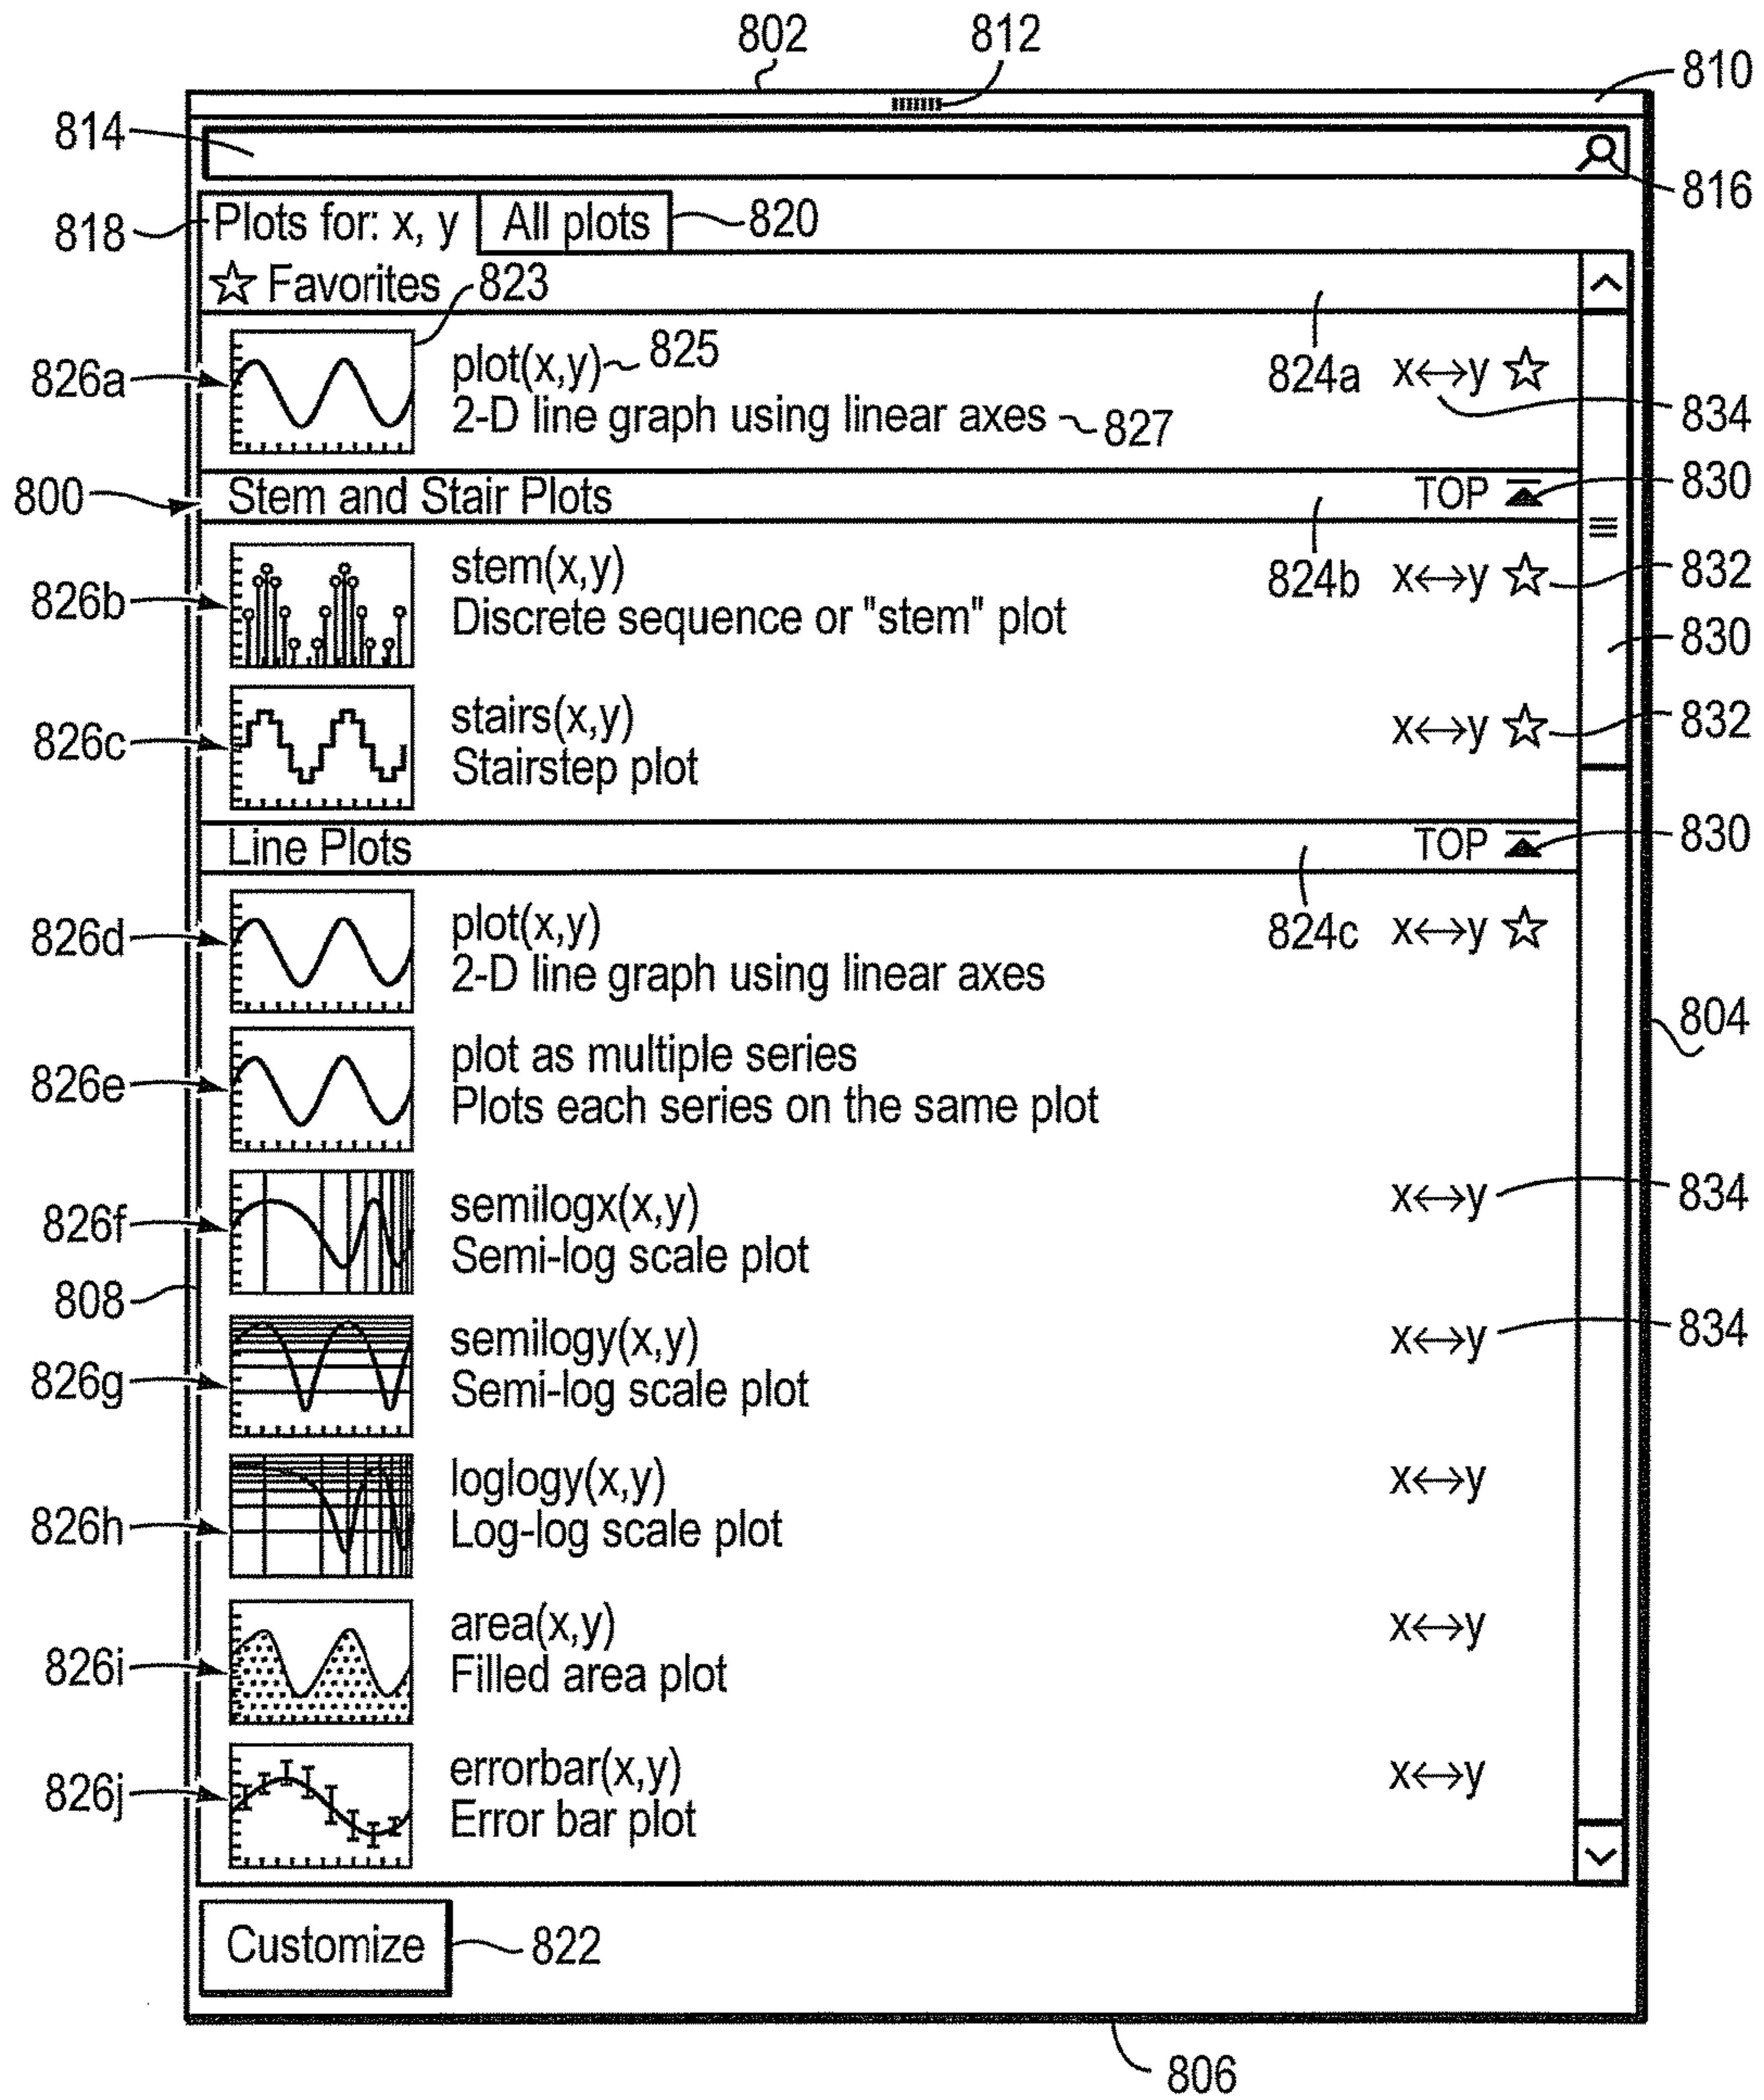 802 812
810
814
816
818 Plots for: x, y All plots 820
Favorites 823
826a plot(x,y) 825 824a x↔y
2-D line graph using linear axes 827 834
800 Stem and Stair Plots TOP 830
826b stem(x,y) 824b x↔y 832
Discrete sequence or "stem" plot 830
826c stairs(x,y) x↔y 832
Stairstep plot
Line Plots TOP 830
826d plot(x,y) 824c x↔y
2-D line graph using linear axes
804
826e plot as multiple series
Plots each series on the same plot
826f semilogx(x,y) x↔y 834
Semi-log scale plot
808
826g semilogy(x,y) x↔y 834
Semi-log scale plot
826h loglogy(x,y) x↔y
Log-log scale plot
826i area(x,y) x↔y
Filled area plot
826j errorbar(x,y) x↔y
Error bar plot
Customize 822
806